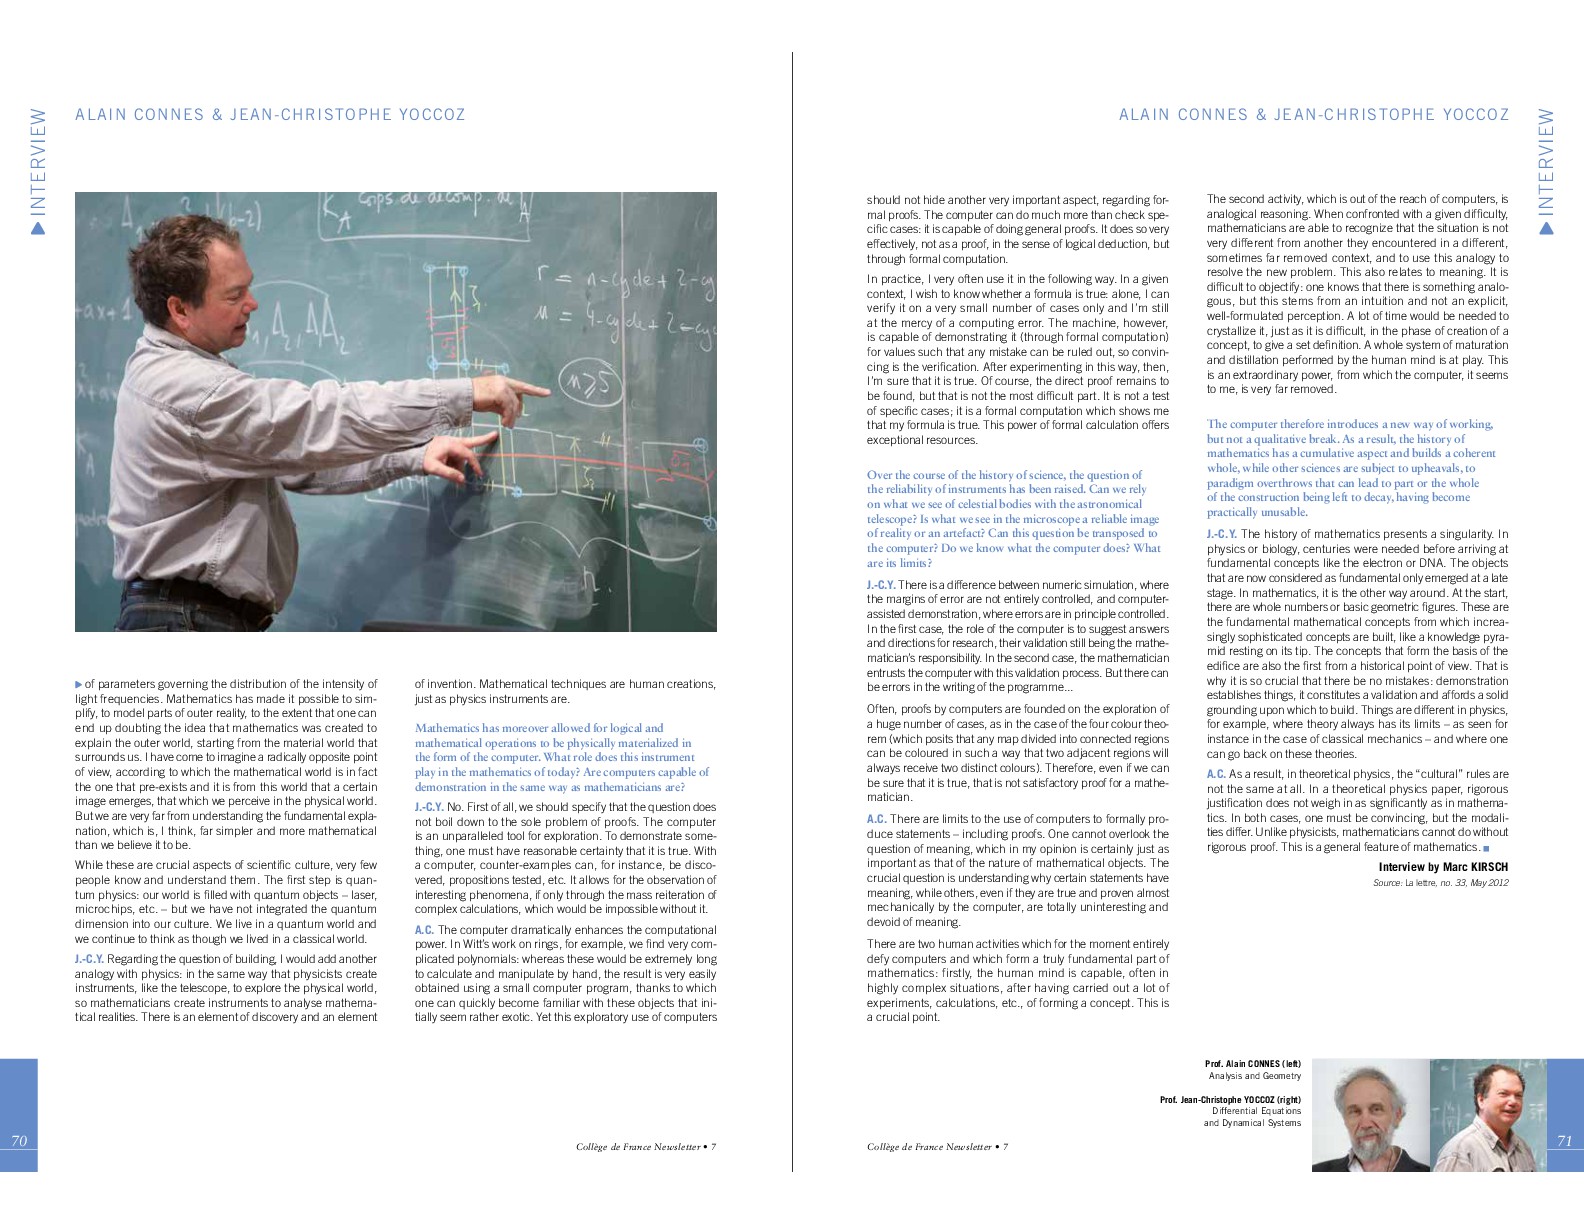 ALAIN CONNES & JEAN-CHRISTOPHE YOCCOZ
INTERVIEW
Corps de décomp. de A
K_A
r = n-cycle + 2-cy
n = 4-cycle + 2-cyc
n ≥ 5
of parameters governing the distribution of the intensity of
light frequencies. Mathematics has made it possible to sim-
plify, to model parts of outer reality, to the extent that one can
end up doubting the idea that mathematics was created to
explain the outer world, starting from the material world that
surrounds us. I have come to imagine a radically opposite point
of view, according to which the mathematical world is in fact
the one that pre-exists and it is from this world that a certain
image emerges, that which we perceive in the physical world.
But we are very far from understanding the fundamental expla-
nation, which is, I think, far simpler and more mathematical
than we believe it to be.
While these are crucial aspects of scientific culture, very few
people know and understand them. The first step is quan-
tum physics: our world is filled with quantum objects – laser,
microchips, etc. – but we have not integrated the quantum
dimension into our culture. We live in a quantum world and
we continue to think as though we lived in a classical world.
J.-C.Y. Regarding the question of building, I would add another
analogy with physics: in the same way that physicists create
instruments, like the telescope, to explore the physical world,
so mathematicians create instruments to analyse mathema-
tical realities. There is an element of discovery and an element
of invention. Mathematical techniques are human creations,
just as physics instruments are.
Mathematics has moreover allowed for logical and
mathematical operations to be physically materialized in
the form of the computer. What role does this instrument
play in the mathematics of today? Are computers capable of
demonstration in the same way as mathematicians are?
J.-C.Y. No. First of all, we should specify that the question does
not boil down to the sole problem of proofs. The computer
is an unparalleled tool for exploration. To demonstrate some-
thing, one must have reasonable certainty that it is true. With
a computer, counter-examples can, for instance, be disco-
vered, propositions tested, etc. It allows for the observation of
interesting phenomena, if only through the mass reiteration of
complex calculations, which would be impossible without it.
A.C. The computer dramatically enhances the computational
power. In Witt's work on rings, for example, we find very com-
plicated polynomials: whereas these would be extremely long
to calculate and manipulate by hand, the result is very easily
obtained using a small computer program, thanks to which
one can quickly become familiar with these objects that ini-
tially seem rather exotic. Yet this exploratory use of computers
70
Collège de France Newsletter • 7
ALAIN CONNES & JEAN-CHRISTOPHE YOCCOZ
INTERVIEW
should not hide another very important aspect, regarding for-
mal proofs. The computer can do much more than check spe-
cific cases: it is capable of doing general proofs. It does so very
effectively, not as a proof, in the sense of logical deduction, but
through formal computation.
In practice, I very often use it in the following way. In a given
context, I wish to know whether a formula is true: alone, I can
verify it on a very small number of cases only and I'm still
at the mercy of a computing error. The machine, however,
is capable of demonstrating it (through formal computation)
for values such that any mistake can be ruled out, so convin-
cing is the verification. After experimenting in this way, then,
I'm sure that it is true. Of course, the direct proof remains to
be found, but that is not the most difficult part. It is not a test
of specific cases; it is a formal computation which shows me
that my formula is true. This power of formal calculation offers
exceptional resources.
Over the course of the history of science, the question of
the reliability of instruments has been raised. Can we rely
on what we see of celestial bodies with the astronomical
telescope? Is what we see in the microscope a reliable image
of reality or an artefact? Can this question be transposed to
the computer? Do we know what the computer does? What
are its limits?
J.-C.Y. There is a difference between numeric simulation, where
the margins of error are not entirely controlled, and computer-
assisted demonstration, where errors are in principle controlled.
In the first case, the role of the computer is to suggest answers
and directions for research, their validation still being the mathe-
matician's responsibility. In the second case, the mathematician
entrusts the computer with this validation process. But there can
be errors in the writing of the programme...
Often, proofs by computers are founded on the exploration of
a huge number of cases, as in the case of the four colour theo-
rem (which posits that any map divided into connected regions
can be coloured in such a way that two adjacent regions will
always receive two distinct colours). Therefore, even if we can
be sure that it is true, that is not satisfactory proof for a mathe-
matician.
A.C. There are limits to the use of computers to formally pro-
duce statements – including proofs. One cannot overlook the
question of meaning, which in my opinion is certainly just as
important as that of the nature of mathematical objects. The
crucial question is understanding why certain statements have
meaning, while others, even if they are true and proven almost
mechanically by the computer, are totally uninteresting and
devoid of meaning.
There are two human activities which for the moment entirely
defy computers and which form a truly fundamental part of
mathematics: firstly, the human mind is capable, often in
highly complex situations, after having carried out a lot of
experiments, calculations, etc., of forming a concept. This is
a crucial point.
The second activity, which is out of the reach of computers, is
analogical reasoning. When confronted with a given difficulty,
mathematicians are able to recognize that the situation is not
very different from another they encountered in a different,
sometimes far removed context, and to use this analogy to
resolve the new problem. This also relates to meaning. It is
difficult to objectify: one knows that there is something analo-
gous, but this stems from an intuition and not an explicit,
well-formulated perception. A lot of time would be needed to
crystallize it, just as it is difficult, in the phase of creation of a
concept, to give a set definition. A whole system of maturation
and distillation performed by the human mind is at play. This
is an extraordinary power, from which the computer, it seems
to me, is very far removed.
The computer therefore introduces a new way of working,
but not a qualitative break. As a result, the history of
mathematics has a cumulative aspect and builds a coherent
whole, while other sciences are subject to upheavals, to
paradigm overthrows that can lead to part or the whole
of the construction being left to decay, having become
practically unusable.
J.-C.Y. The history of mathematics presents a singularity. In
physics or biology, centuries were needed before arriving at
fundamental concepts like the electron or DNA. The objects
that are now considered as fundamental only emerged at a late
stage. In mathematics, it is the other way around. At the start,
there are whole numbers or basic geometric figures. These are
the fundamental mathematical concepts from which increa-
singly sophisticated concepts are built, like a knowledge pyra-
mid resting on its tip. The concepts that form the basis of the
edifice are also the first from a historical point of view. That is
why it is so crucial that there be no mistakes: demonstration
establishes things, it constitutes a validation and affords a solid
grounding upon which to build. Things are different in physics,
for example, where theory always has its limits – as seen for
instance in the case of classical mechanics – and where one
can go back on these theories.
A.C. As a result, in theoretical physics, the “cultural” rules are
not the same at all. In a theoretical physics paper, rigorous
justification does not weigh in as significantly as in mathema-
tics. In both cases, one must be convincing, but the modali-
ties differ. Unlike physicists, mathematicians cannot do without
rigorous proof. This is a general feature of mathematics.
Interview by Marc KIRSCH
Source: La lettre, no. 33, May 2012
Prof. Alain CONNES (left)
Analysis and Geometry
Prof. Jean-Christophe YOCCOZ (right)
Differential Equations
and Dynamical Systems
Collège de France Newsletter • 7
71